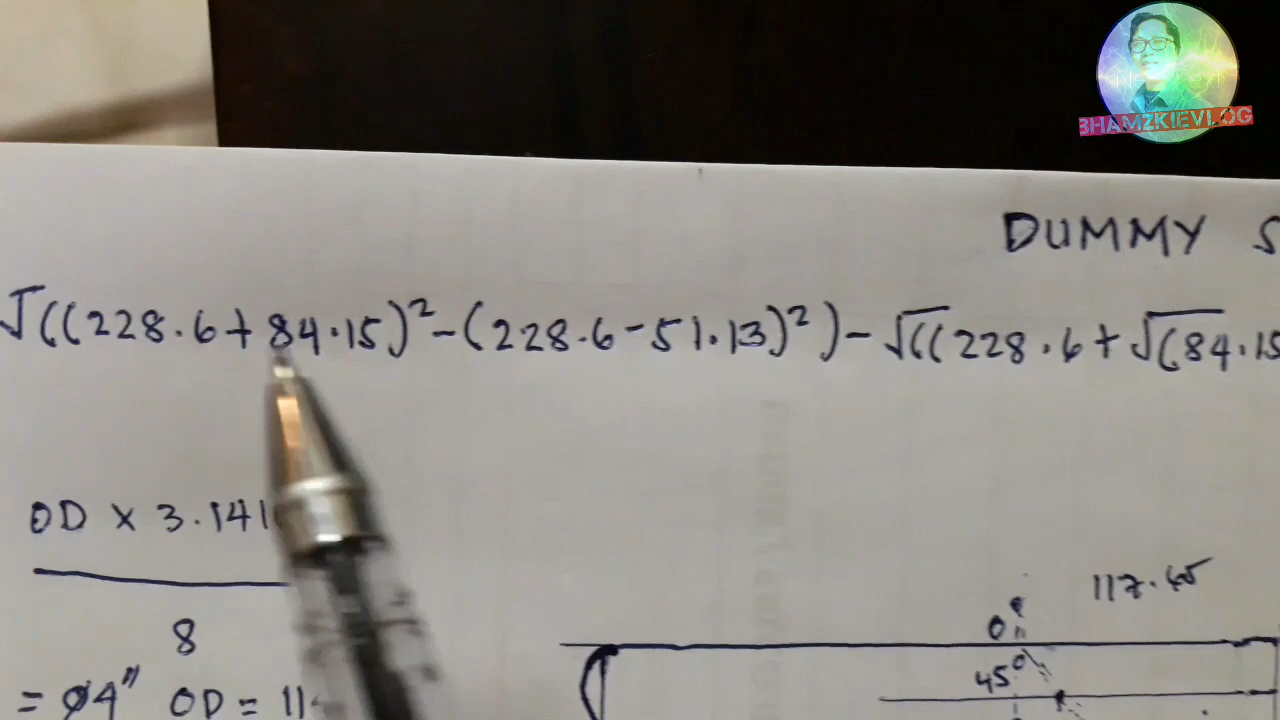 BHAMZKIEVLOG
DUMMY S
√((228.6+84.15)²-(228.6-51.13)²)-√((228.6+√(84.15
OD x 3.141
8
117.45
0°
45°
= Ø4" OD = 11